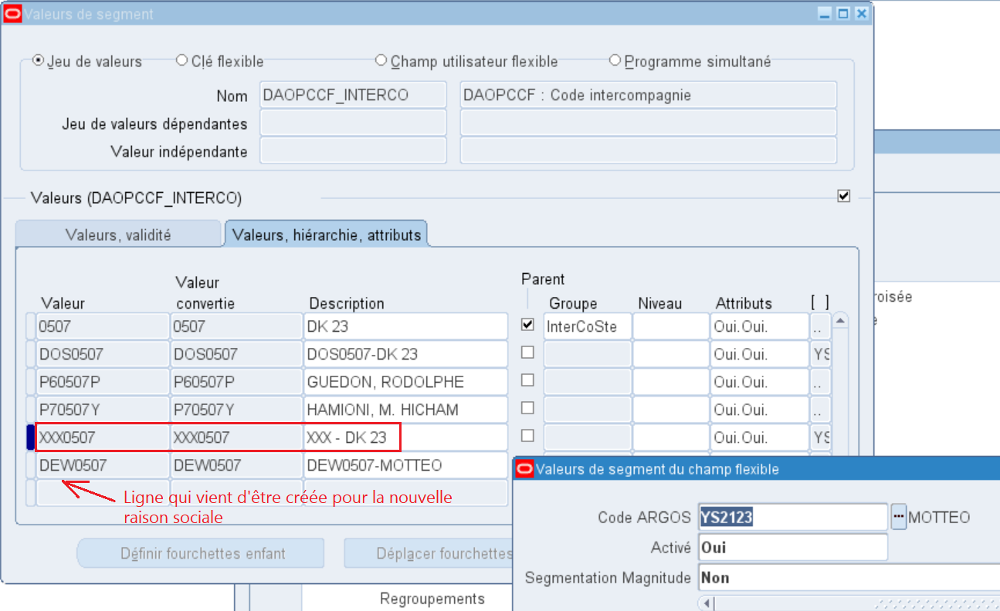 Valeurs de segment
Jeu de valeurs Clé flexible Champ utilisateur flexible Programme simultané
Nom DAOPCCF_INTERCO DAOPCCF : Code intercompagnie
Jeu de valeurs dépendantes
Valeur indépendante
Valeurs (DAOPCCF_INTERCO)
Valeurs, validité Valeurs, hiérarchie, attributs
Parent
Valeur Valeur convertie Description Groupe Niveau Attributs [ ]
0507 0507 DK 23 InterCoSte Oui.Oui. ..
DOS0507 DOS0507 DOS0507-DK 23 Oui.Oui. YS
P60507P P60507P GUEDON, RODOLPHE Oui.Oui. ..
P70507Y P70507Y HAMIONI, M. HICHAM Oui.Oui. ..
XXX0507 XXX0507 XXX - DK 23 Oui.Oui. YS
DEW0507 DEW0507 DEW0507-MOTTEO
Ligne qui vient d'être créée pour la nouvelle
raison sociale
Définir fourchettes enfant Déplacer fourchettes
Valeurs de segment du champ flexible
Code ARGOS YS2123 ... MOTTEO
Activé Oui
Segmentation Magnitude Non
Regroupements
roisée